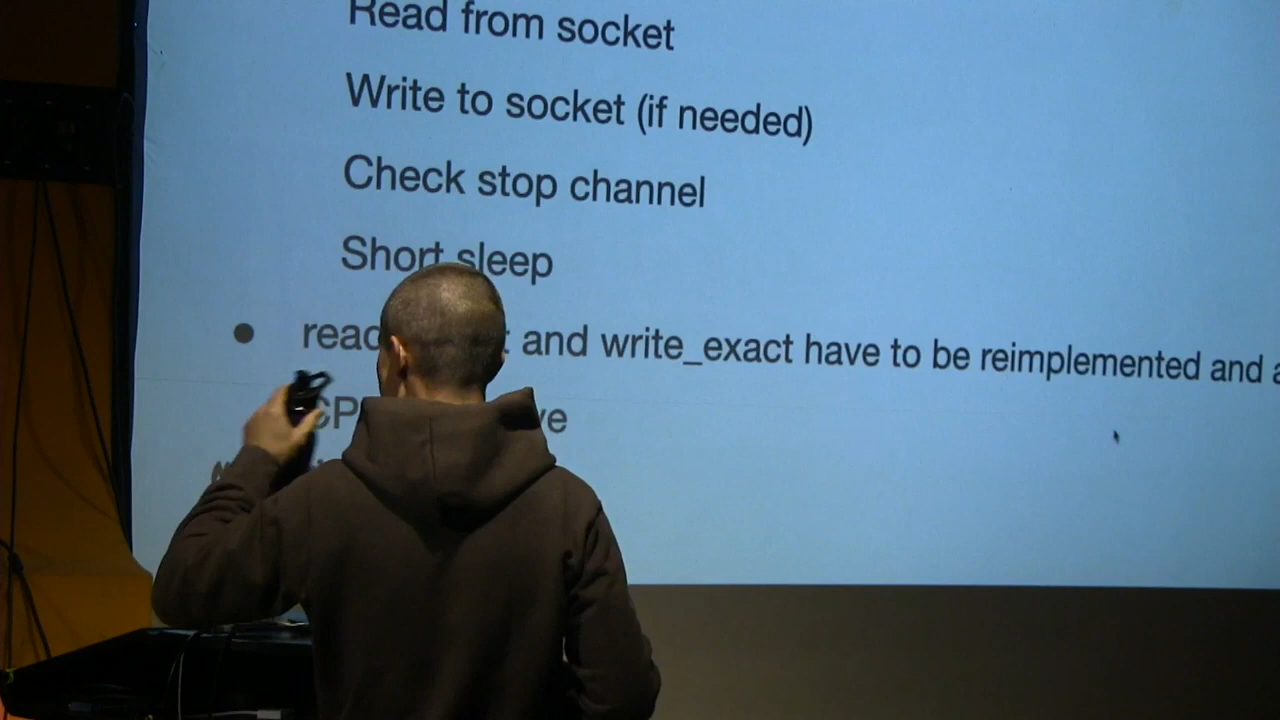 Read from socket
Write to socket (if needed)
Check stop channel
Short sleep
● and write_exact have to be reimplemented and